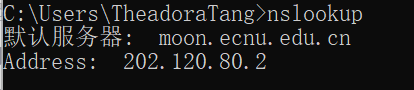 C:\Users\TheadoraTang>nslookup
默认服务器:  moon.ecnu.edu.cn
Address:  202.120.80.2